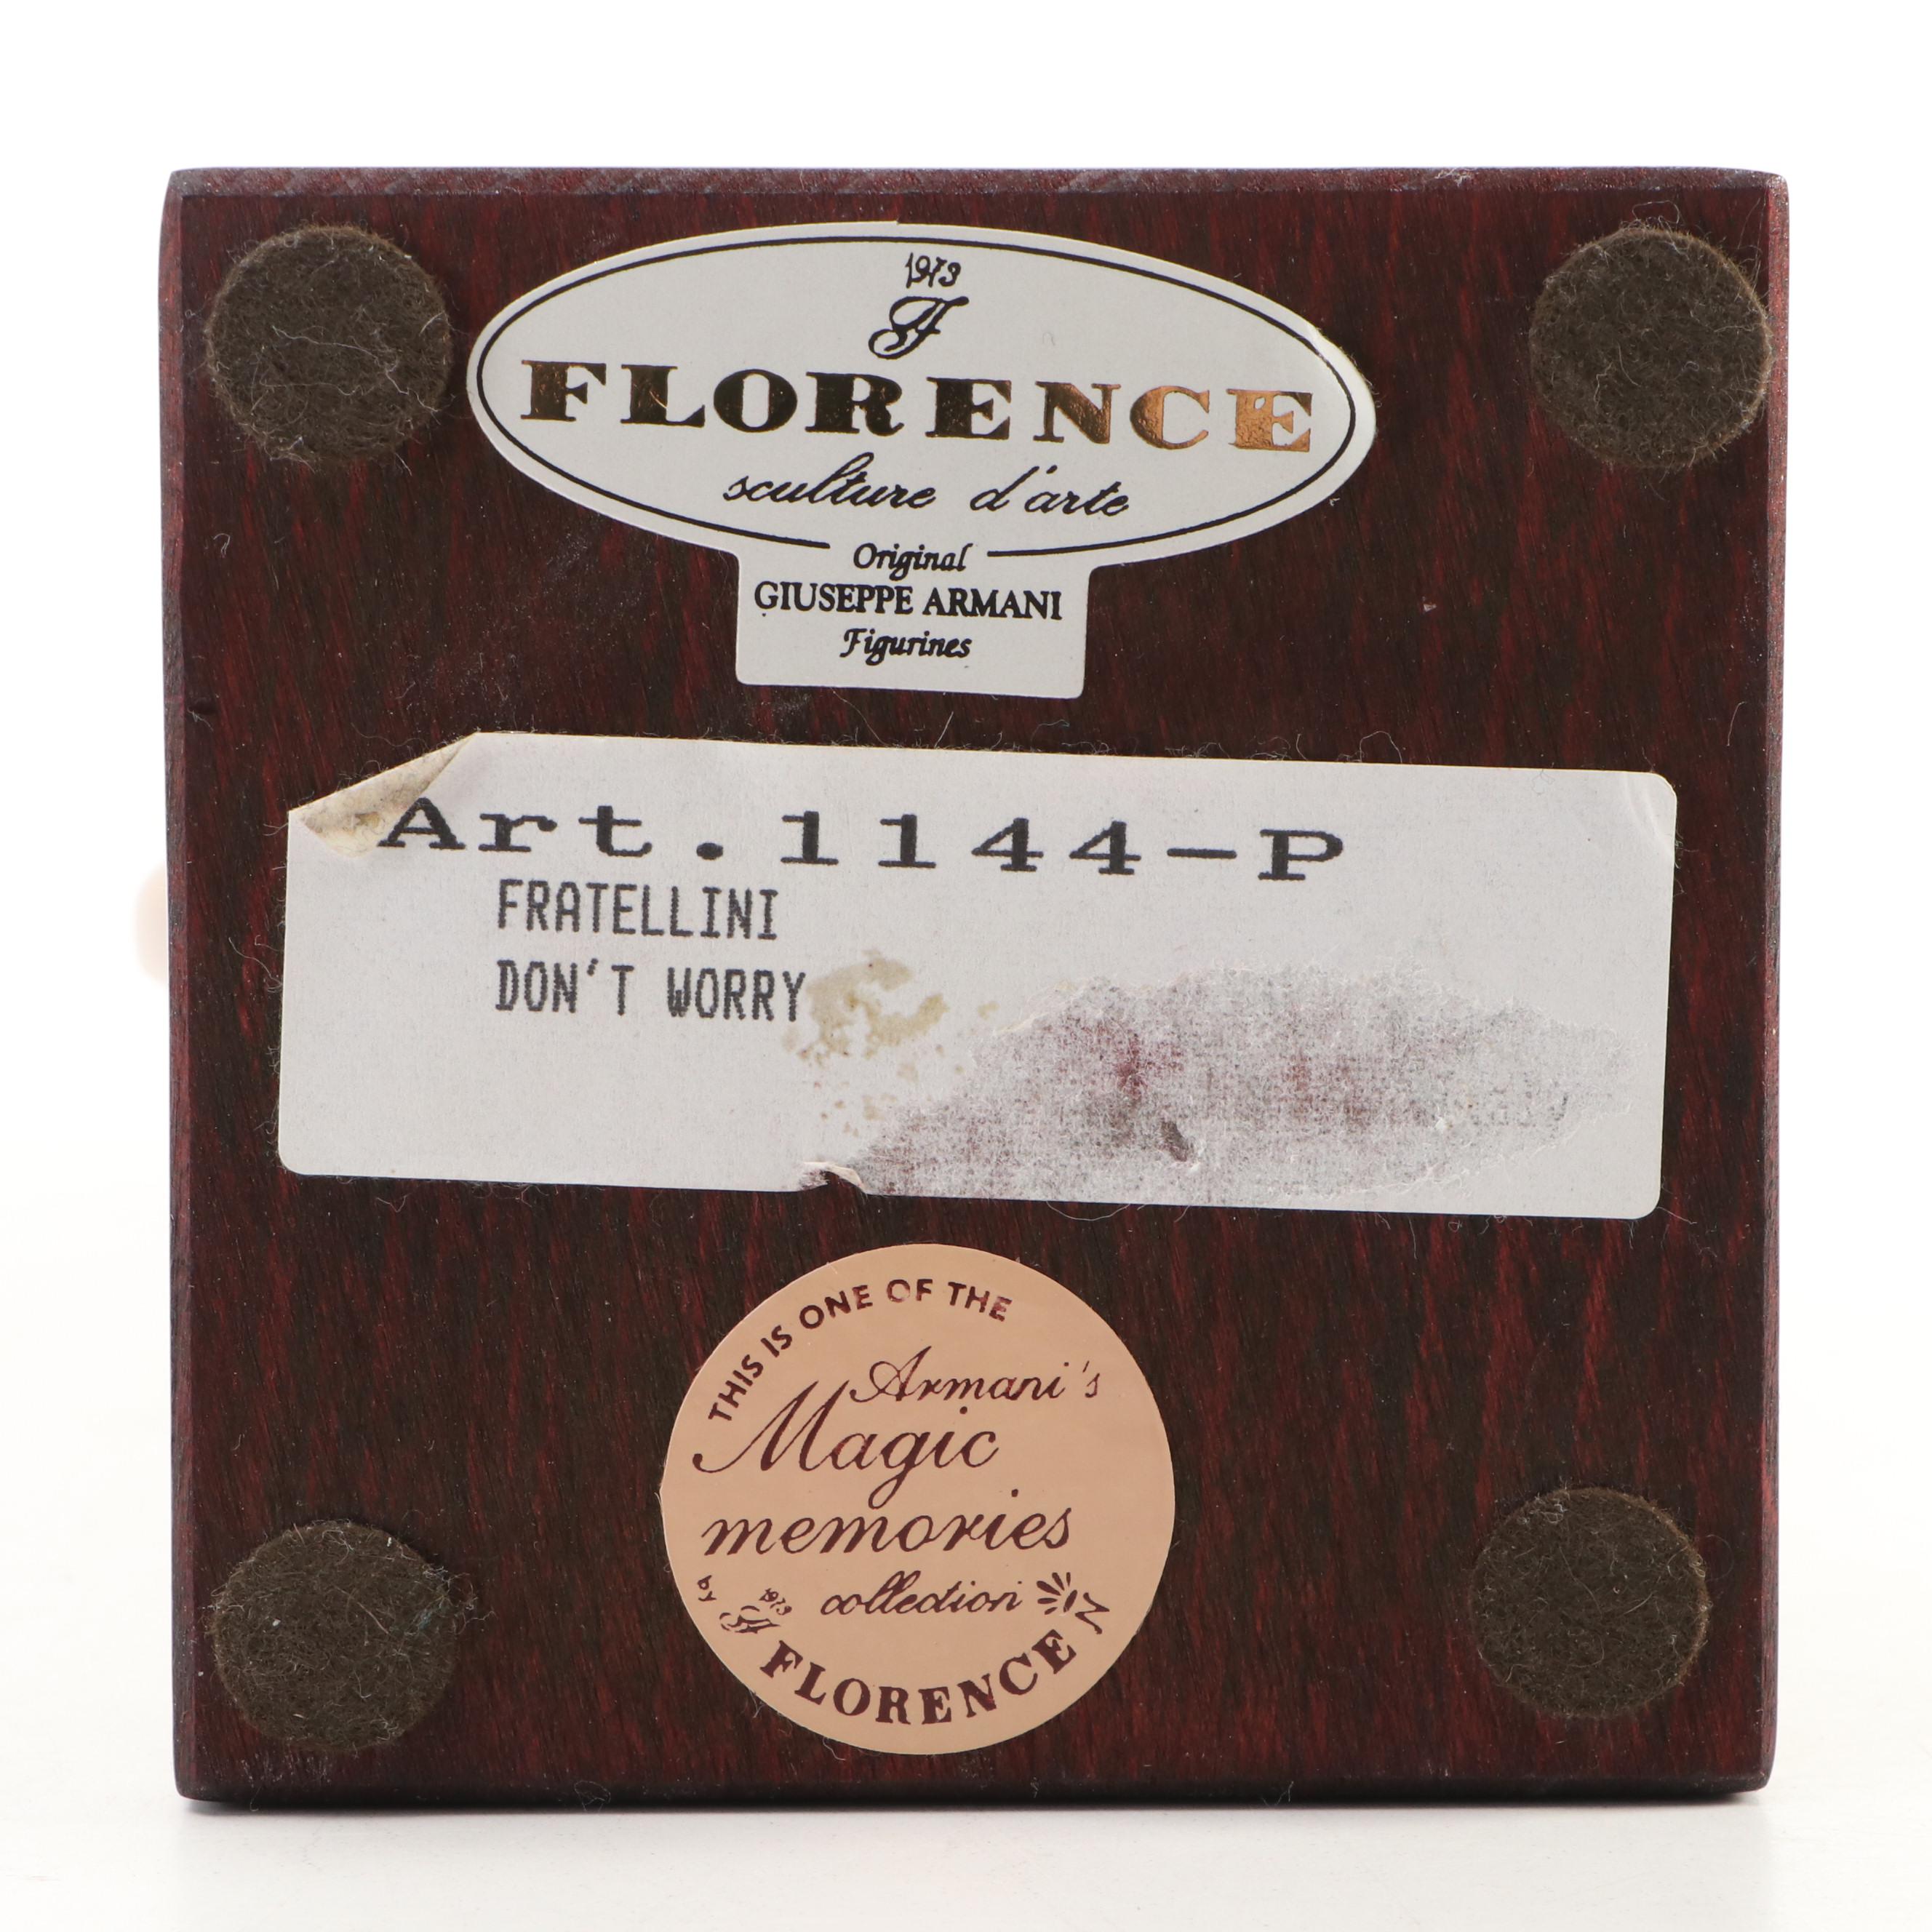 1973
F
FLORENCE
sculture d'arte
Original
GIUSEPPE ARMANI
Figurines
Art.1144-P
FRATELLINI
DON'T WORRY
THIS IS ONE OF THE
Armani's
Magic
memories
collection
by 1973 F FLORENCE